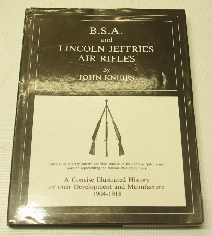 B.S.A.
and
LINCOLN JEFFRIES
AIR RIFLES
by
JOHN KNIBBS
A Concise Illustrated History
of their Development and Manufacture
1904-1918